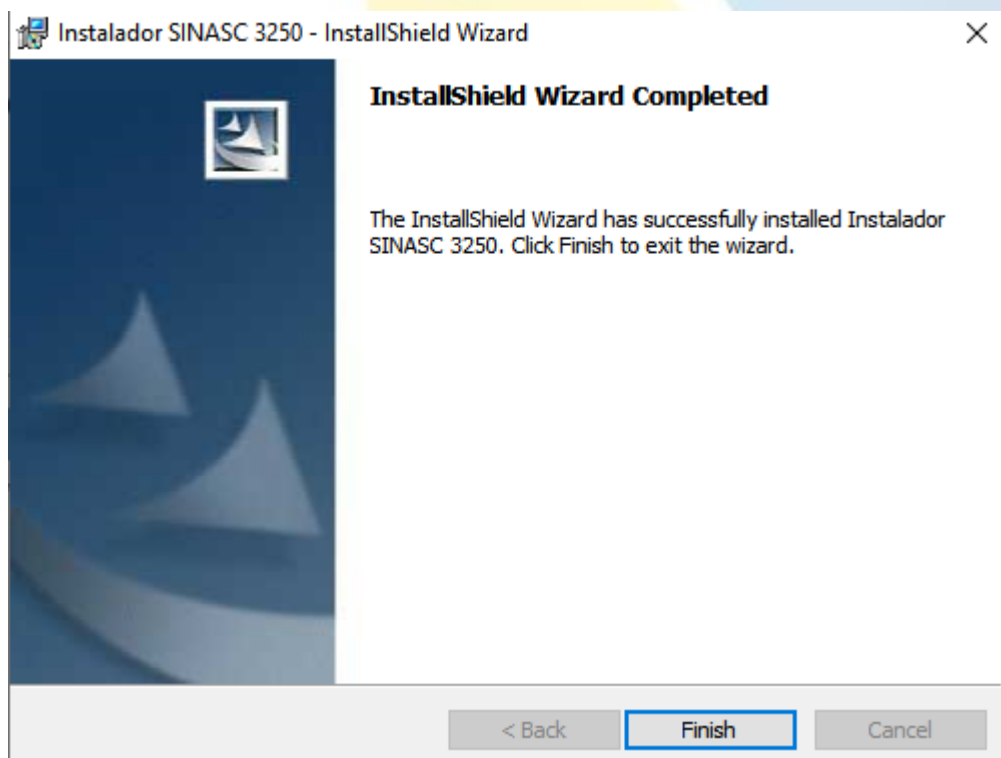 Instalador SINASC 3250 - InstallShield Wizard
InstallShield Wizard Completed
The InstallShield Wizard has successfully installed Instalador
SINASC 3250. Click Finish to exit the wizard.
< Back
Finish
Cancel